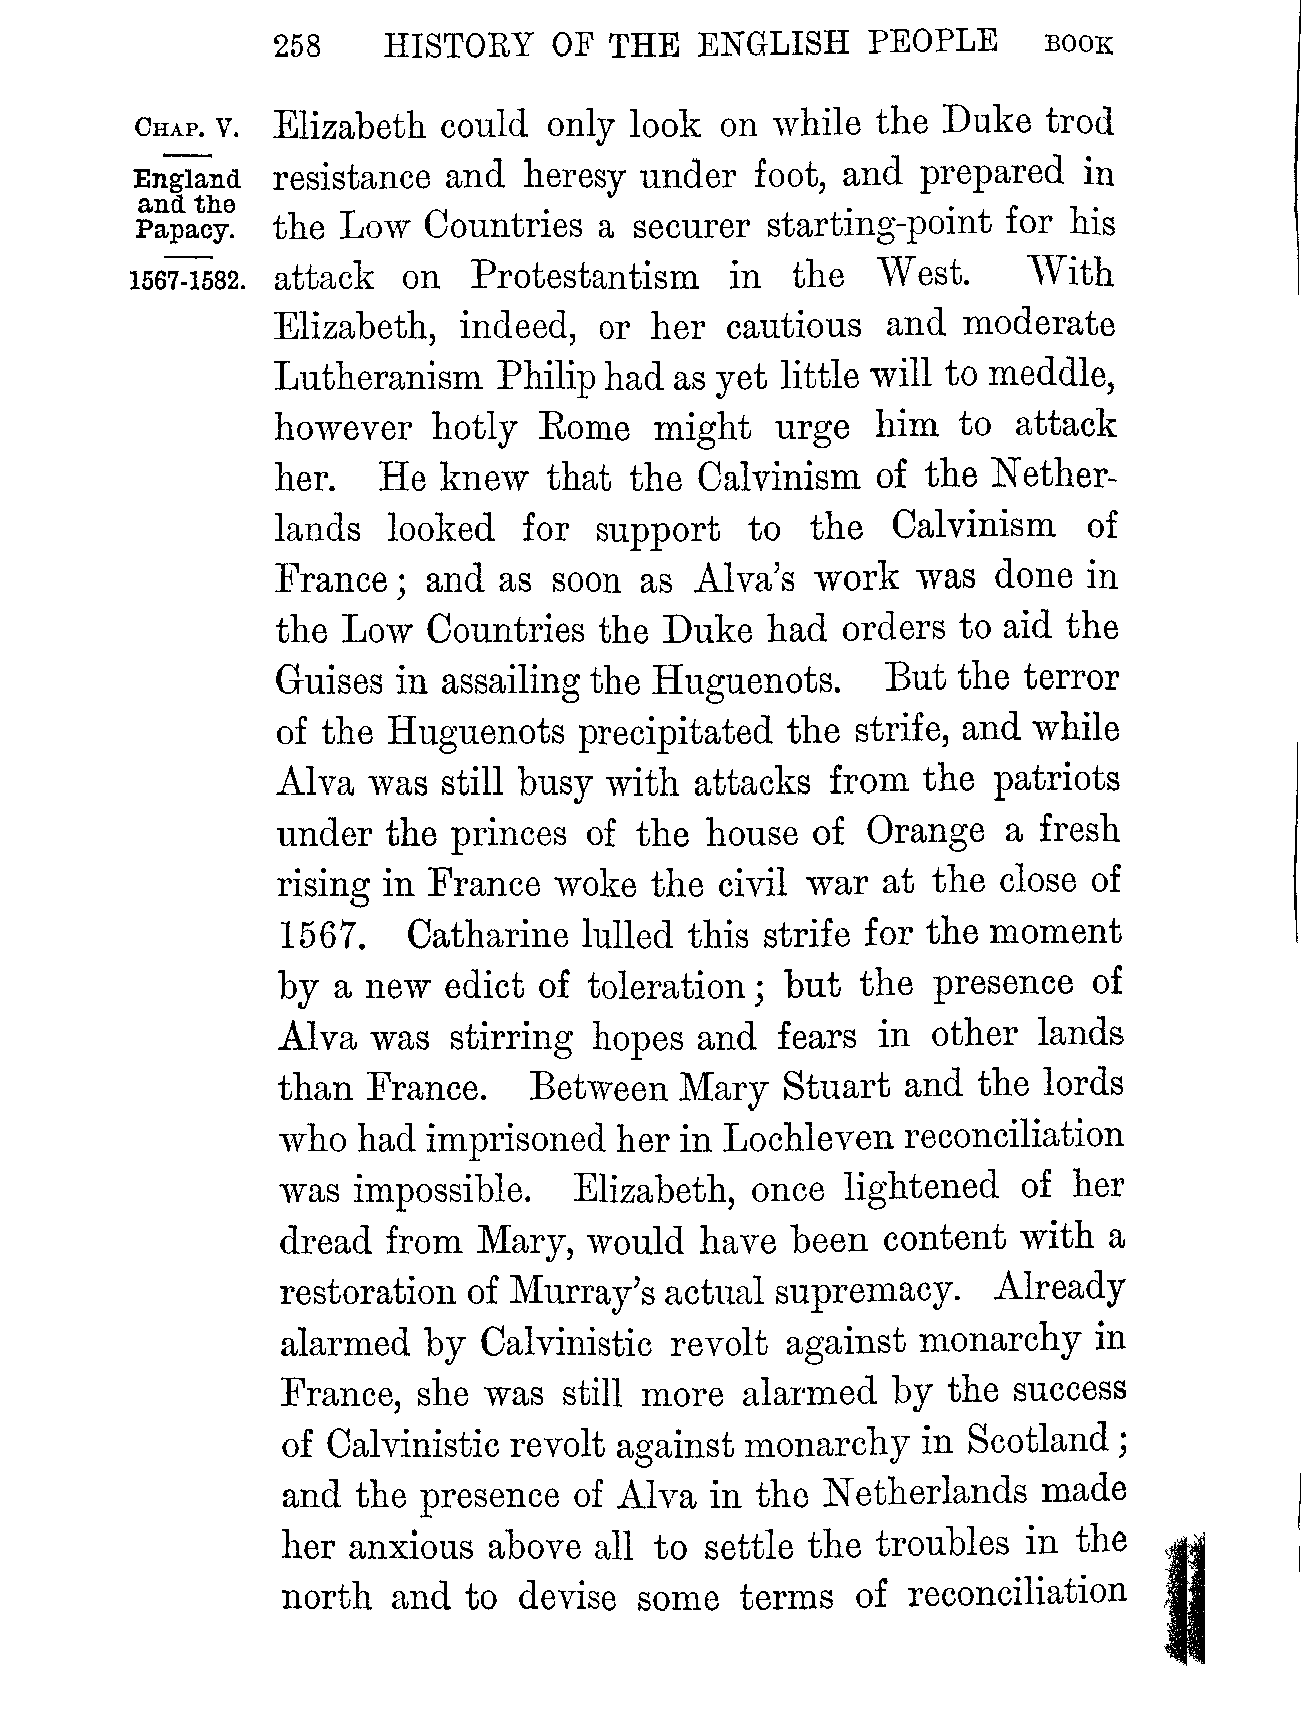 258 HISTORY OF THE ENGLISH PEOPLE BOOK
CHAP. V.
England
and the
Papacy.
1567-1582.
Elizabeth could only look on while the Duke trod
resistance and heresy under foot, and prepared in
the Low Countries a securer starting-point for his
attack on Protestantism in the West. With
Elizabeth, indeed, or her cautious and moderate
Lutheranism Philip had as yet little will to meddle,
however hotly Rome might urge him to attack
her. He knew that the Calvinism of the Nether-
lands looked for support to the Calvinism of
France; and as soon as Alva's work was done in
the Low Countries the Duke had orders to aid the
Guises in assailing the Huguenots. But the terror
of the Huguenots precipitated the strife, and while
Alva was still busy with attacks from the patriots
under the princes of the house of Orange a fresh
rising in France woke the civil war at the close of
1567. Catharine lulled this strife for the moment
by a new edict of toleration; but the presence of
Alva was stirring hopes and fears in other lands
than France. Between Mary Stuart and the lords
who had imprisoned her in Lochleven reconciliation
was impossible. Elizabeth, once lightened of her
dread from Mary, would have been content with a
restoration of Murray's actual supremacy. Already
alarmed by Calvinistic revolt against monarchy in
France, she was still more alarmed by the success
of Calvinistic revolt against monarchy in Scotland;
and the presence of Alva in the Netherlands made
her anxious above all to settle the troubles in the
north and to devise some terms of reconciliation